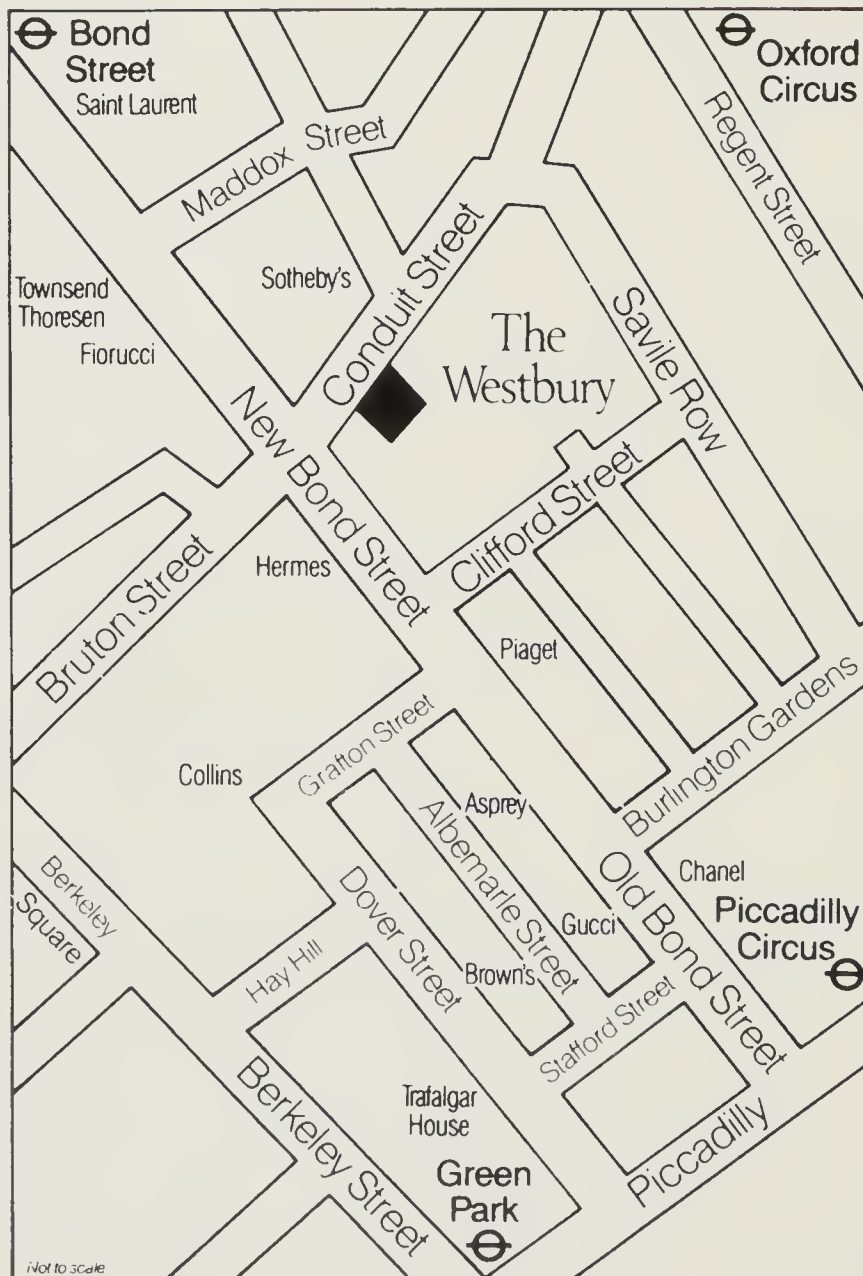 Bond
Street
Saint Laurent
Oxford
Circus
Maddox Street
Regent Street
Townsend
Thoresen
Fiorucci
Sotheby's
Conduit Street
The
Westbury
Savile Row
New Bond Street
Clifford Street
Bruton Street
Hermes
Piaget
Grafton Street
Burlington Gardens
Collins
Asprey
Albemarle Street
Old Bond Street
Chanel
Berkeley
Square
Dover Street
Gucci
Piccadilly
Circus
Hay Hill
Brown's
Stafford Street
Berkeley Street
Trafalgar
House
Piccadilly
Green
Park
Not to scale